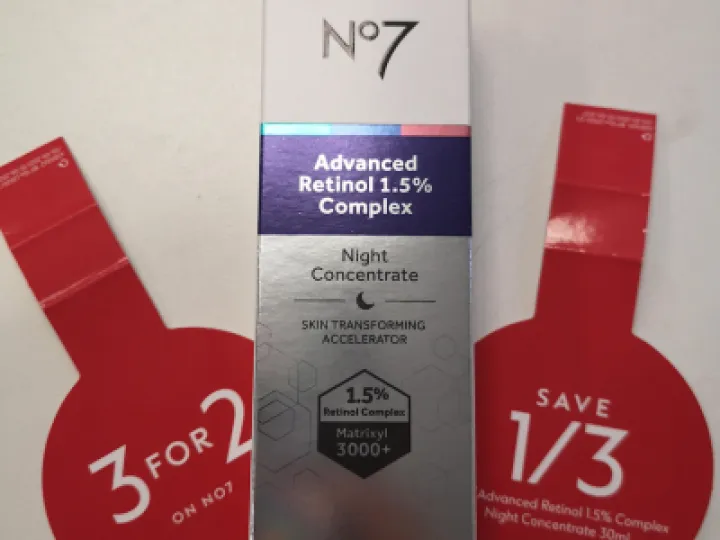 No7
Advanced
Retinol 1.5%
Complex
Night
Concentrate
SKIN TRANSFORMING
ACCELERATOR
1.5%
Retinol Complex
Matrixyl
3000+
3 FOR 2
ON NO7
SAVE
1/3
Advanced Retinol 1.5% Complex
Night Concentrate 30ml